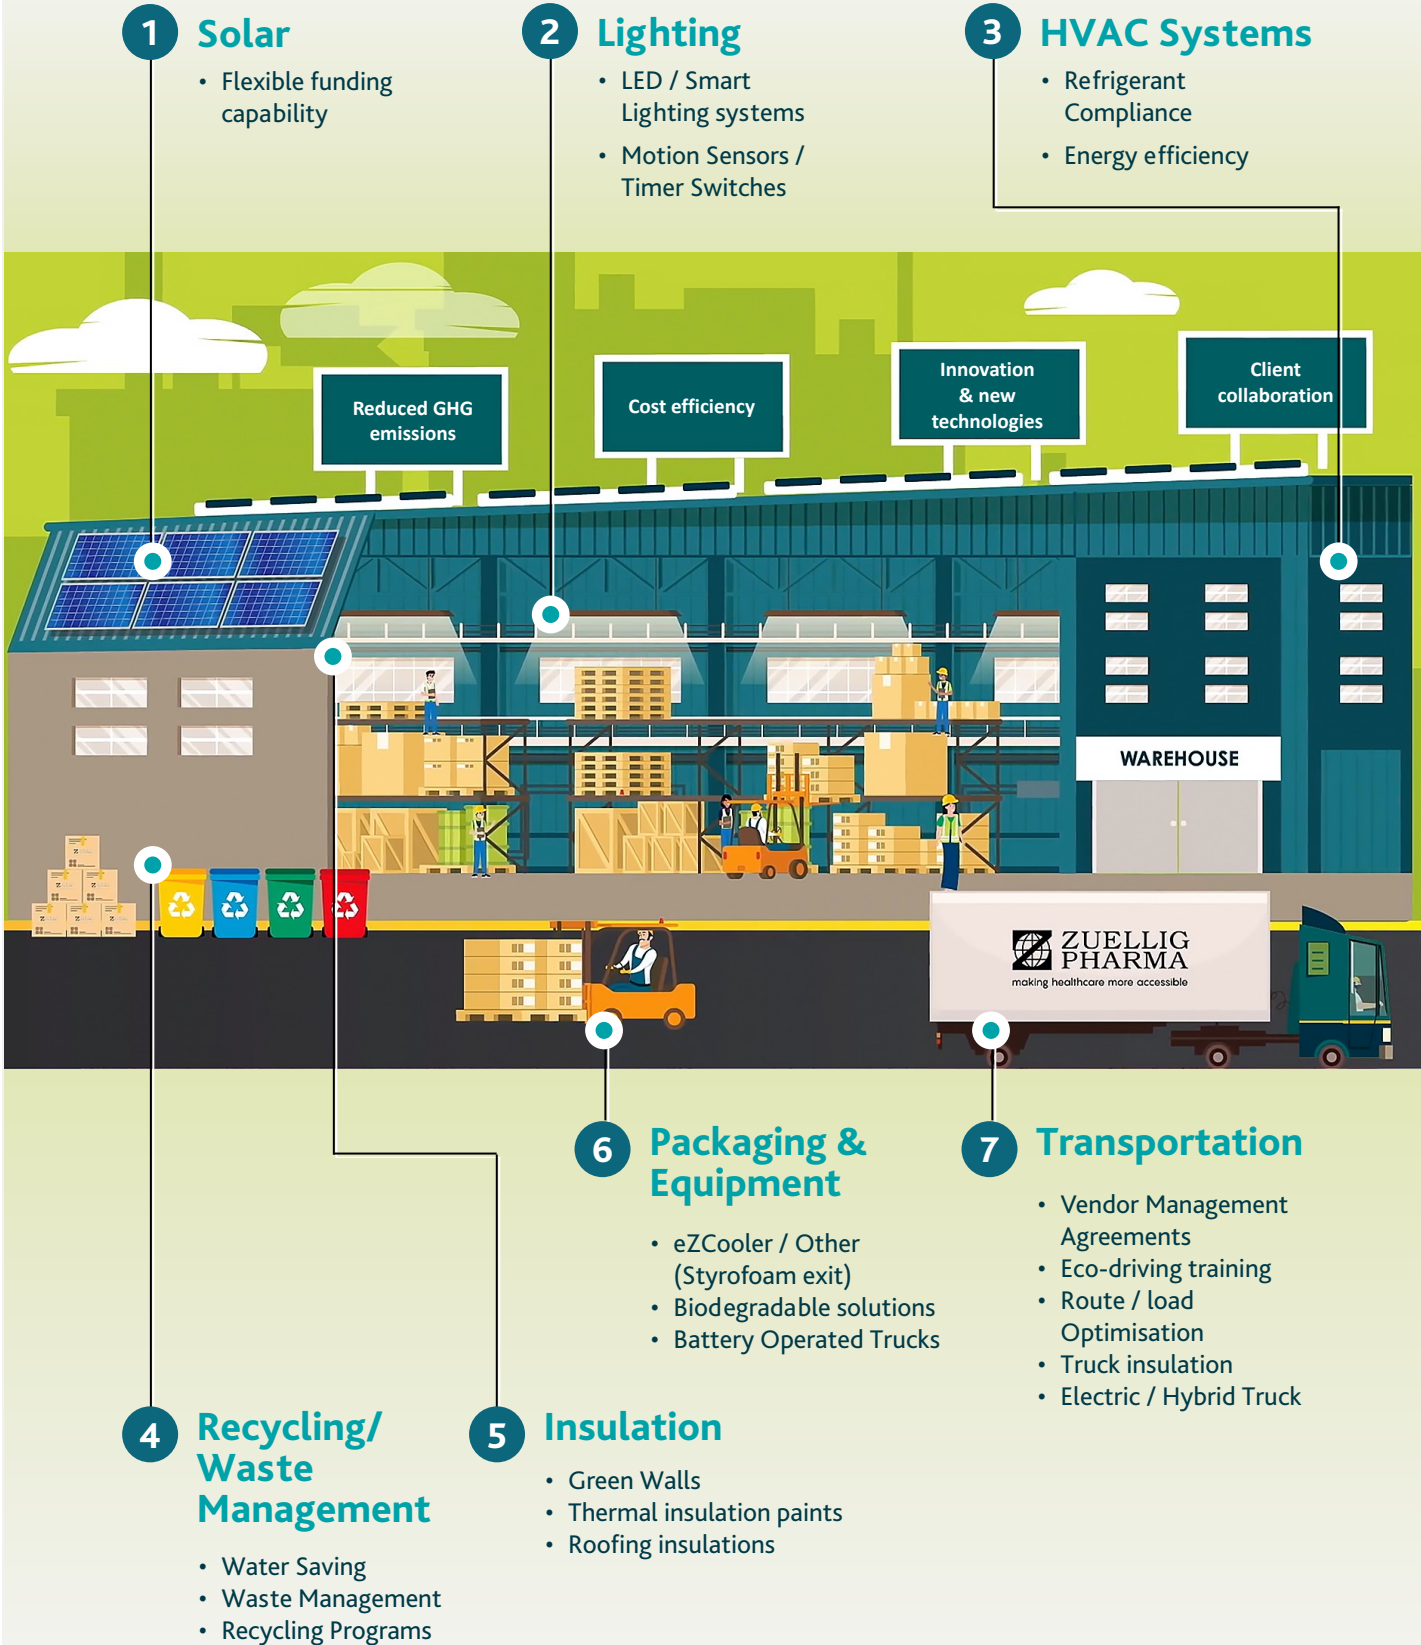 1 Solar
• Flexible funding
capability
2 Lighting
• LED / Smart
Lighting systems
• Motion Sensors /
Timer Switches
3 HVAC Systems
• Refrigerant
Compliance
• Energy efficiency
Reduced GHG
emissions
Cost efficiency
Innovation
& new
technologies
Client
collaboration
WAREHOUSE
Z ZUELLIG
PHARMA
making healthcare more accessible
6 Packaging &
Equipment
• eZCooler / Other
(Styrofoam exit)
• Biodegradable solutions
• Battery Operated Trucks
7 Transportation
• Vendor Management
Agreements
• Eco-driving training
• Route / load
Optimisation
• Truck insulation
• Electric / Hybrid Truck
4 Recycling/
Waste
Management
• Water Saving
• Waste Management
• Recycling Programs
5 Insulation
• Green Walls
• Thermal insulation paints
• Roofing insulations